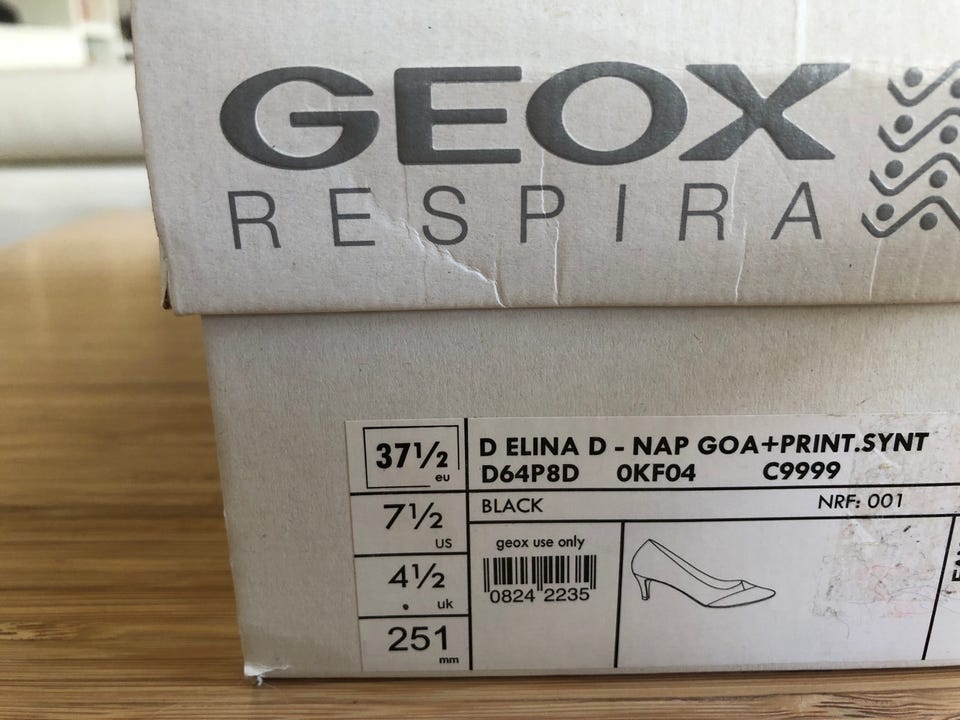 GEOX
RESPIRA
37½ eu
7½ US
4½ uk
251 mm
D ELINA D - NAP GOA+PRINT.SYNT
D64P8D 0KF04 C9999
BLACK NRF: 001
geox use only
0824 2235